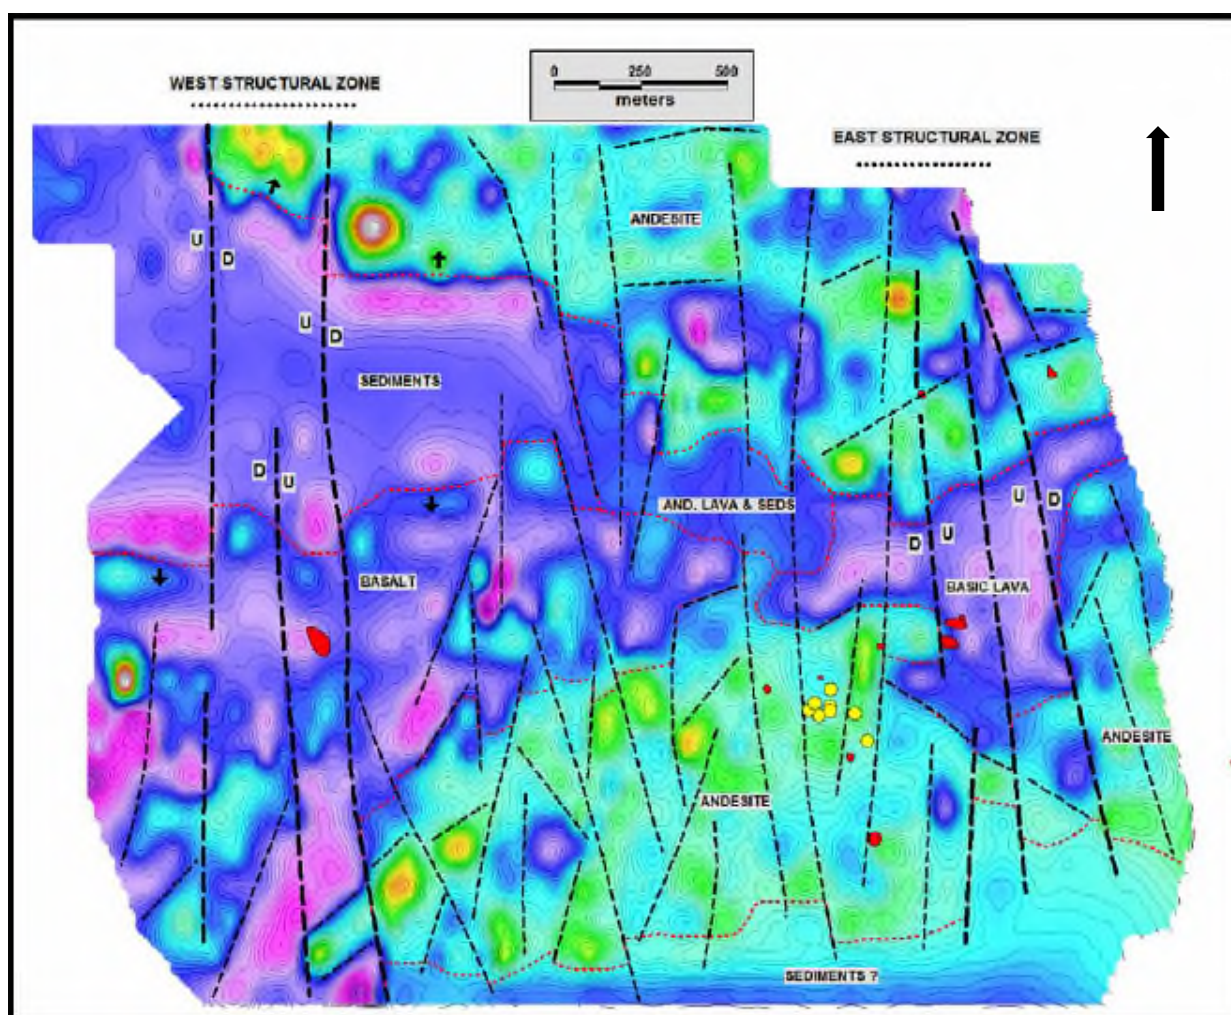 0 250 500
meters
WEST STRUCTURAL ZONE
EAST STRUCTURAL ZONE
ANDESITE
U
D
U
D
SEDIMENTS
D
U
AND. LAVA & SEDS
U
D
D
U
BASALT
BASIC LAVA
ANDESITE
ANDESITE
SEDIMENTS ?